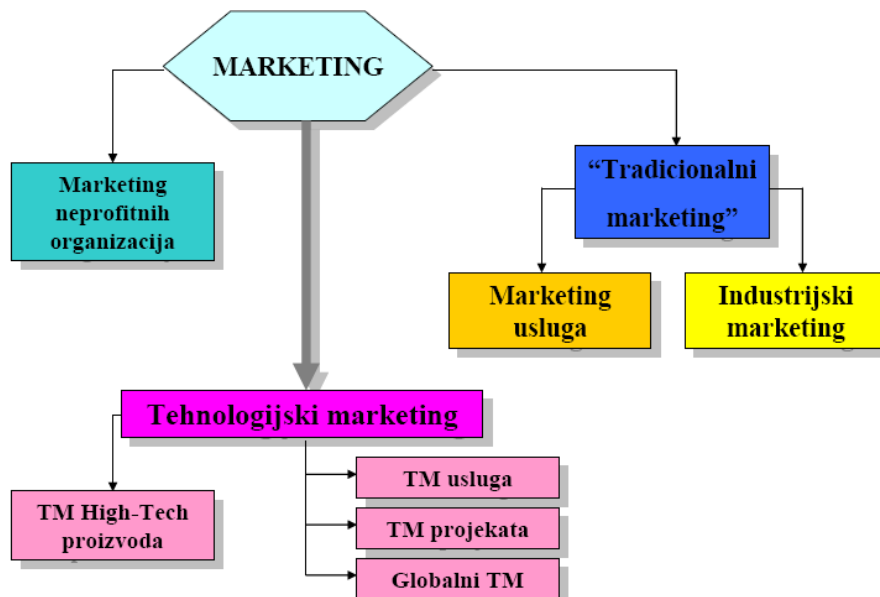 MARKETING
Marketing
neprofitnih
organizacija
“Tradicionalni
marketing”
Marketing
usluga
Industrijski
marketing
Tehnologijski marketing
TM High-Tech
proizvoda
TM usluga
TM projekata
Globalni TM